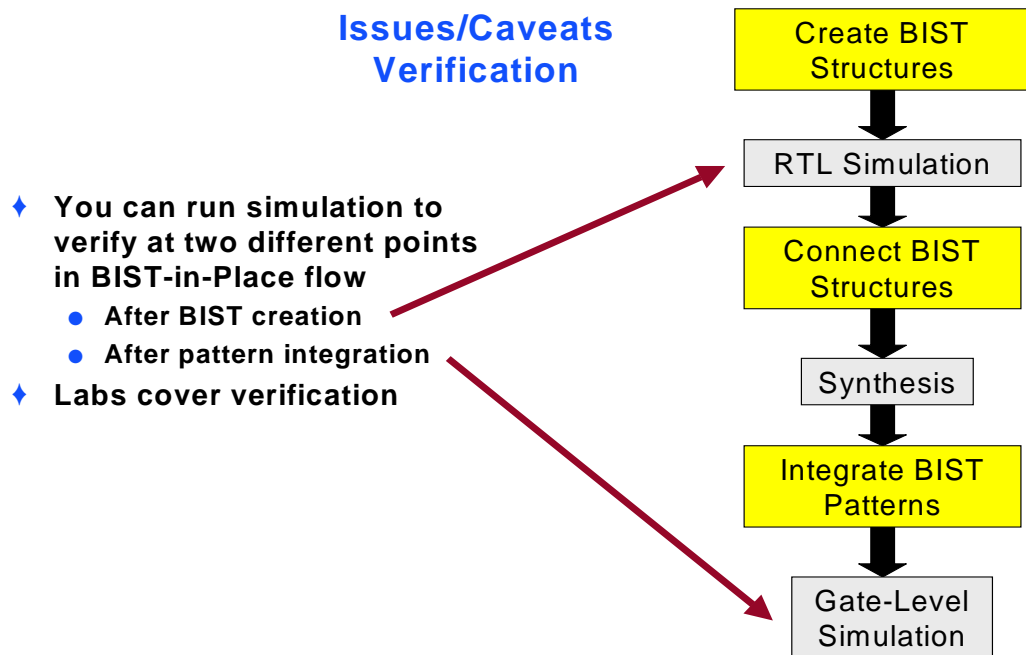 Issues/Caveats
Verification
You can run simulation to
verify at two different points
in BIST-in-Place flow
After BIST creation
After pattern integration
Labs cover verification
Create BIST
Structures
RTL Simulation
Connect BIST
Structures
Synthesis
Integrate BIST
Patterns
Gate-Level
Simulation